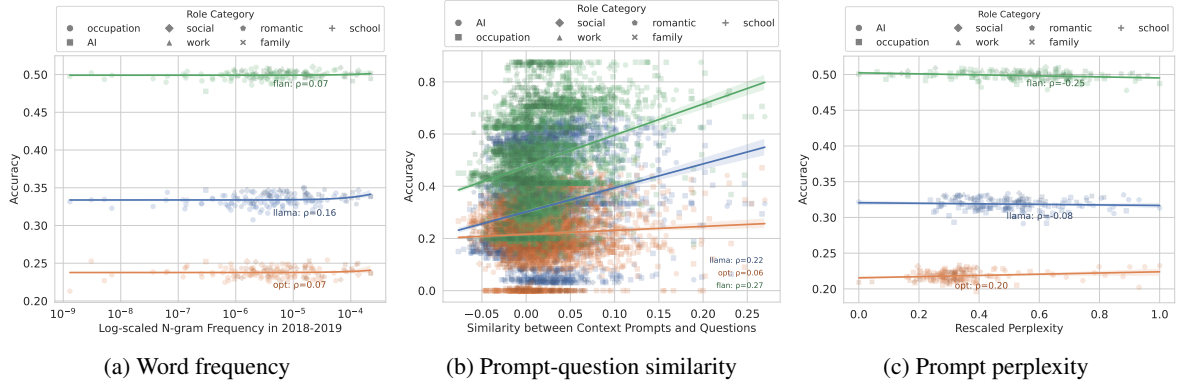 Role Category
occupation social romantic school
AI work family
Accuracy
0.50
0.45
0.40
0.35
0.30
0.25
0.20
flan: ρ=0.07
llama: ρ=0.16
opt: ρ=0.07
10⁻⁹ 10⁻⁸ 10⁻⁷ 10⁻⁶ 10⁻⁵ 10⁻⁴
Log-scaled N-gram Frequency in 2018-2019
(a) Word frequency
Role Category
AI social romantic school
occupation work family
Accuracy
0.8
0.6
0.4
0.2
0.0
llama: ρ=0.22
opt: ρ=0.06
flan: ρ=0.27
−0.05 0.00 0.05 0.10 0.15 0.20 0.25
Similarity between Context Prompts and Questions
(b) Prompt-question similarity
Role Category
AI social romantic school
occupation work family
Accuracy
0.50
0.45
0.40
0.35
0.30
0.25
0.20
flan: ρ=-0.25
llama: ρ=-0.08
opt: ρ=0.20
0.0 0.2 0.4 0.6 0.8 1.0
Rescaled Perplexity
(c) Prompt perplexity